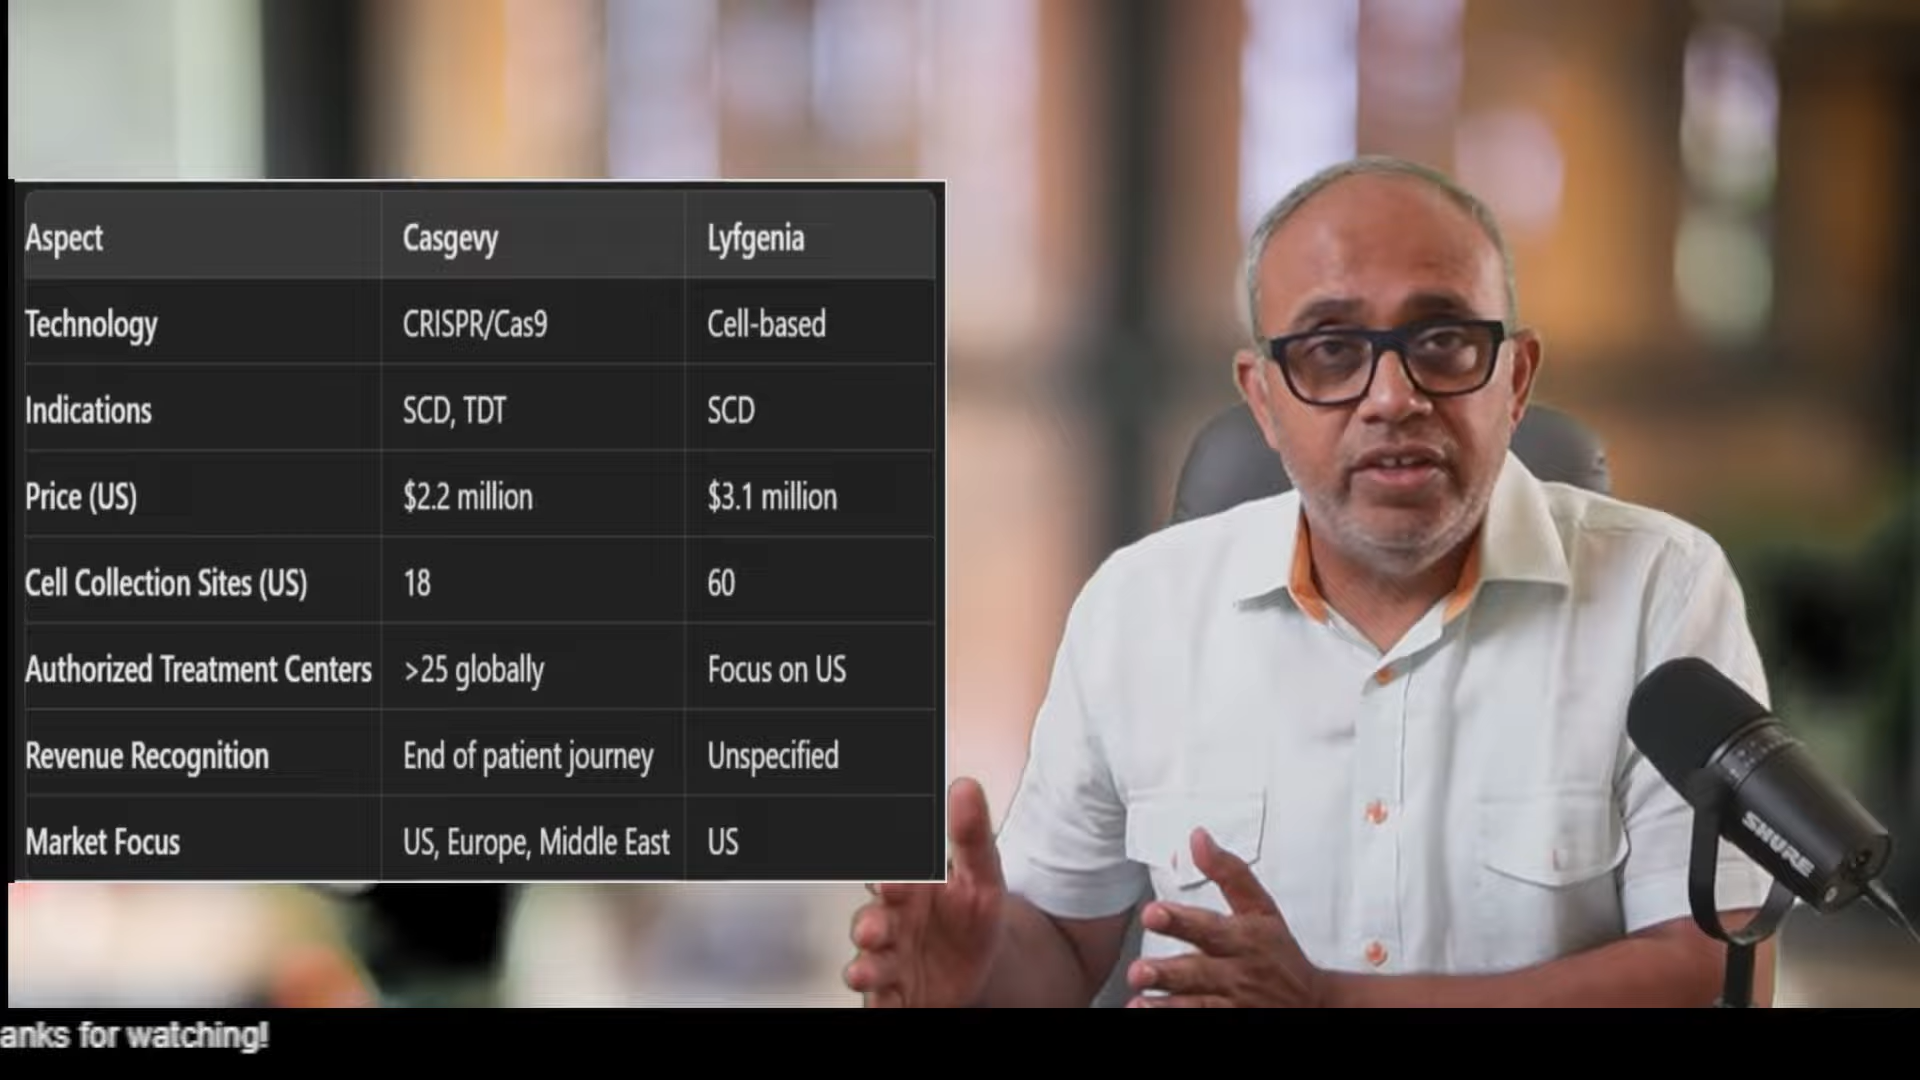 Aspect Casgevy Lyfgenia
Technology CRISPR/Cas9 Cell-based
Indications SCD, TDT SCD
Price (US) $2.2 million $3.1 million
Cell Collection Sites (US) 18 60
Authorized Treatment Centers >25 globally Focus on US
Revenue Recognition End of patient journey Unspecified
Market Focus US, Europe, Middle East US
SHURE
anks for watching!